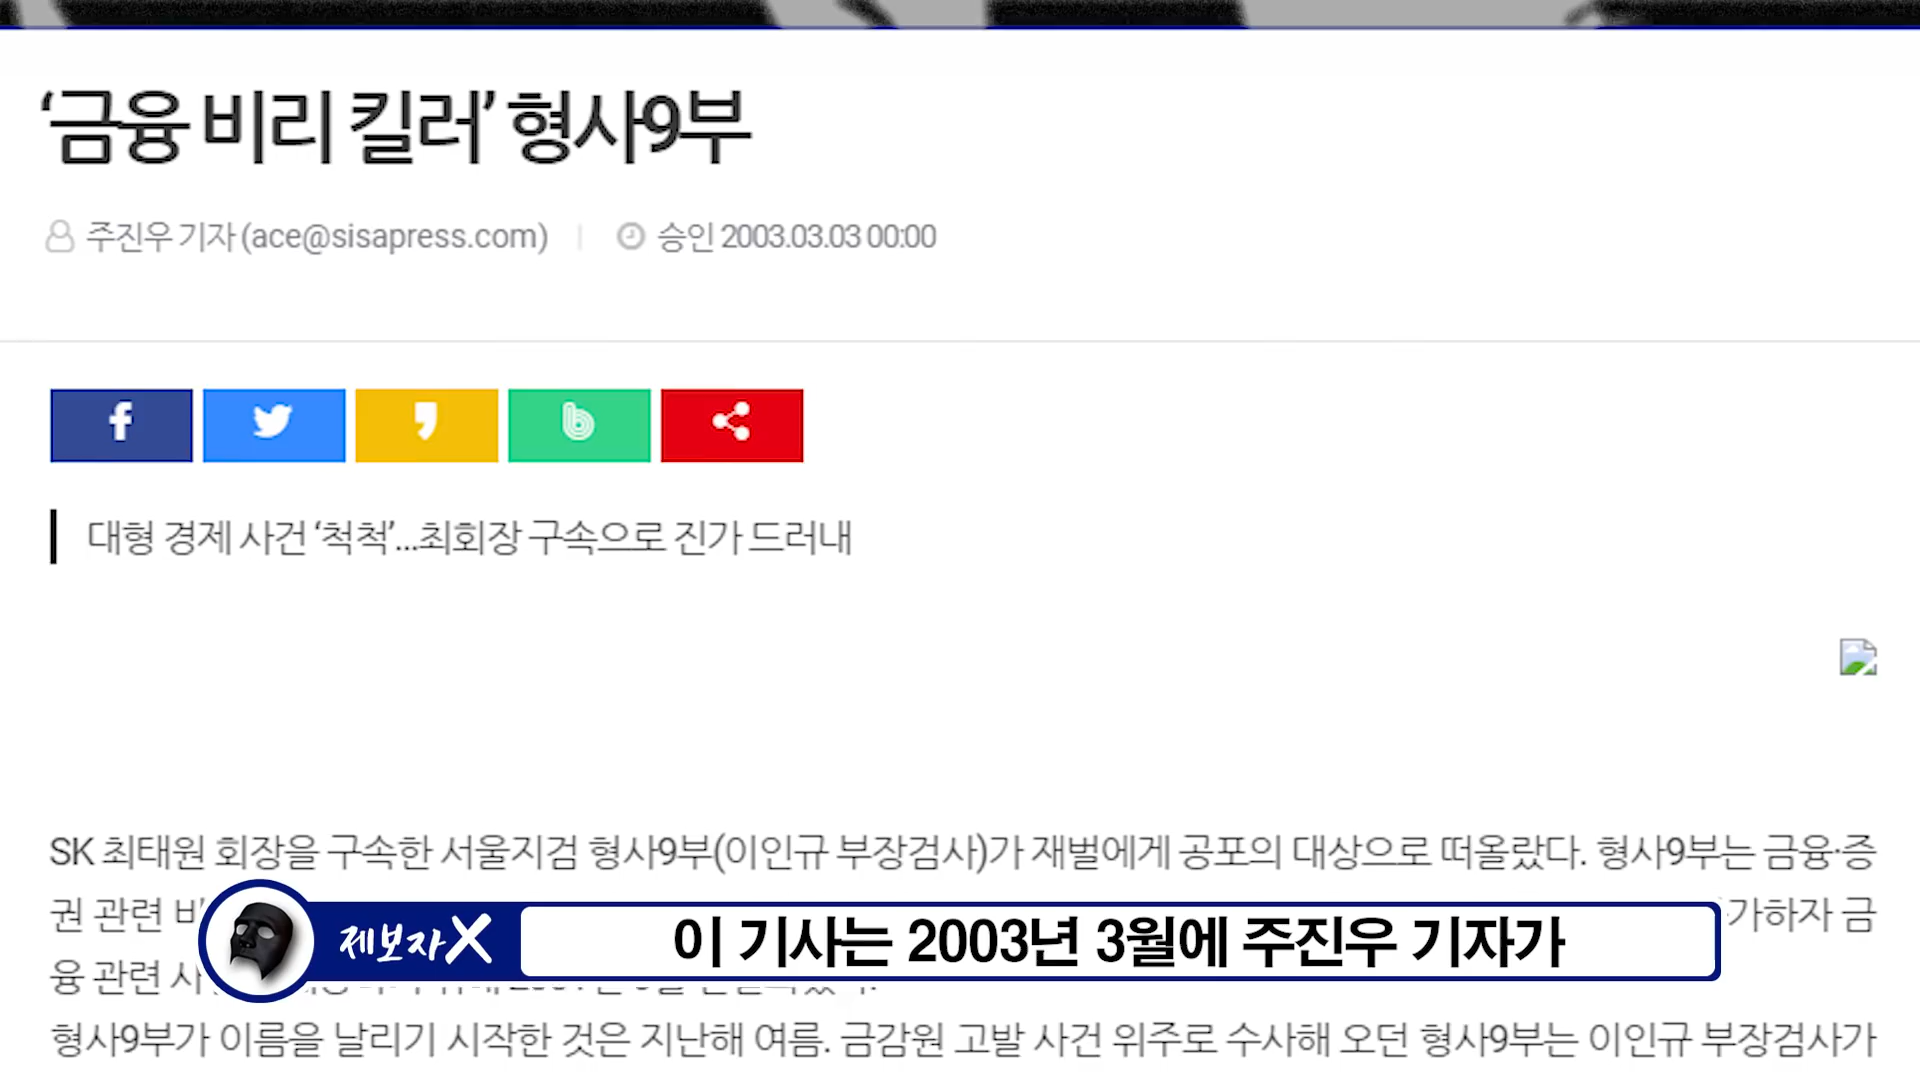 ‘금융 비리 킬러’ 형사9부
주진우 기자 (ace@sisapress.com) 승인 2003.03.03 00:00
대형 경제 사건 ‘척척’...최회장 구속으로 진가 드러내
SK 최태원 회장을 구속한 서울지검 형사9부(이인규 부장검사)가 재벌에게 공포의 대상으로 떠올랐다. 형사9부는 금융·증
권 관련 가하자 금
융 관련
제보자X 이 기사는 2003년 3월에 주진우 기자가
형사9부가 이름을 날리기 시작한 것은 지난해 여름. 금감원 고발 사건 위주로 수사해 오던 형사9부는 이인규 부장검사가